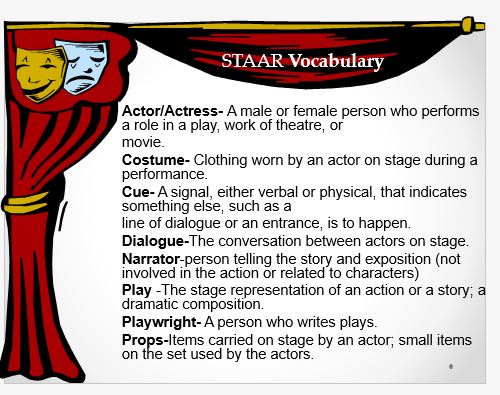 STAAR Vocabulary
Actor/Actress- A male or female person who performs
a role in a play, work of theatre, or
movie.
Costume- Clothing worn by an actor on stage during a
performance.
Cue- A signal, either verbal or physical, that indicates
something else, such as a
line of dialogue or an entrance, is to happen.
Dialogue-The conversation between actors on stage.
Narrator-person telling the story and exposition (not
involved in the action or related to characters)
Play -The stage representation of an action or a story; a
dramatic composition.
Playwright- A person who writes plays.
Props-Items carried on stage by an actor; small items
on the set used by the actors.